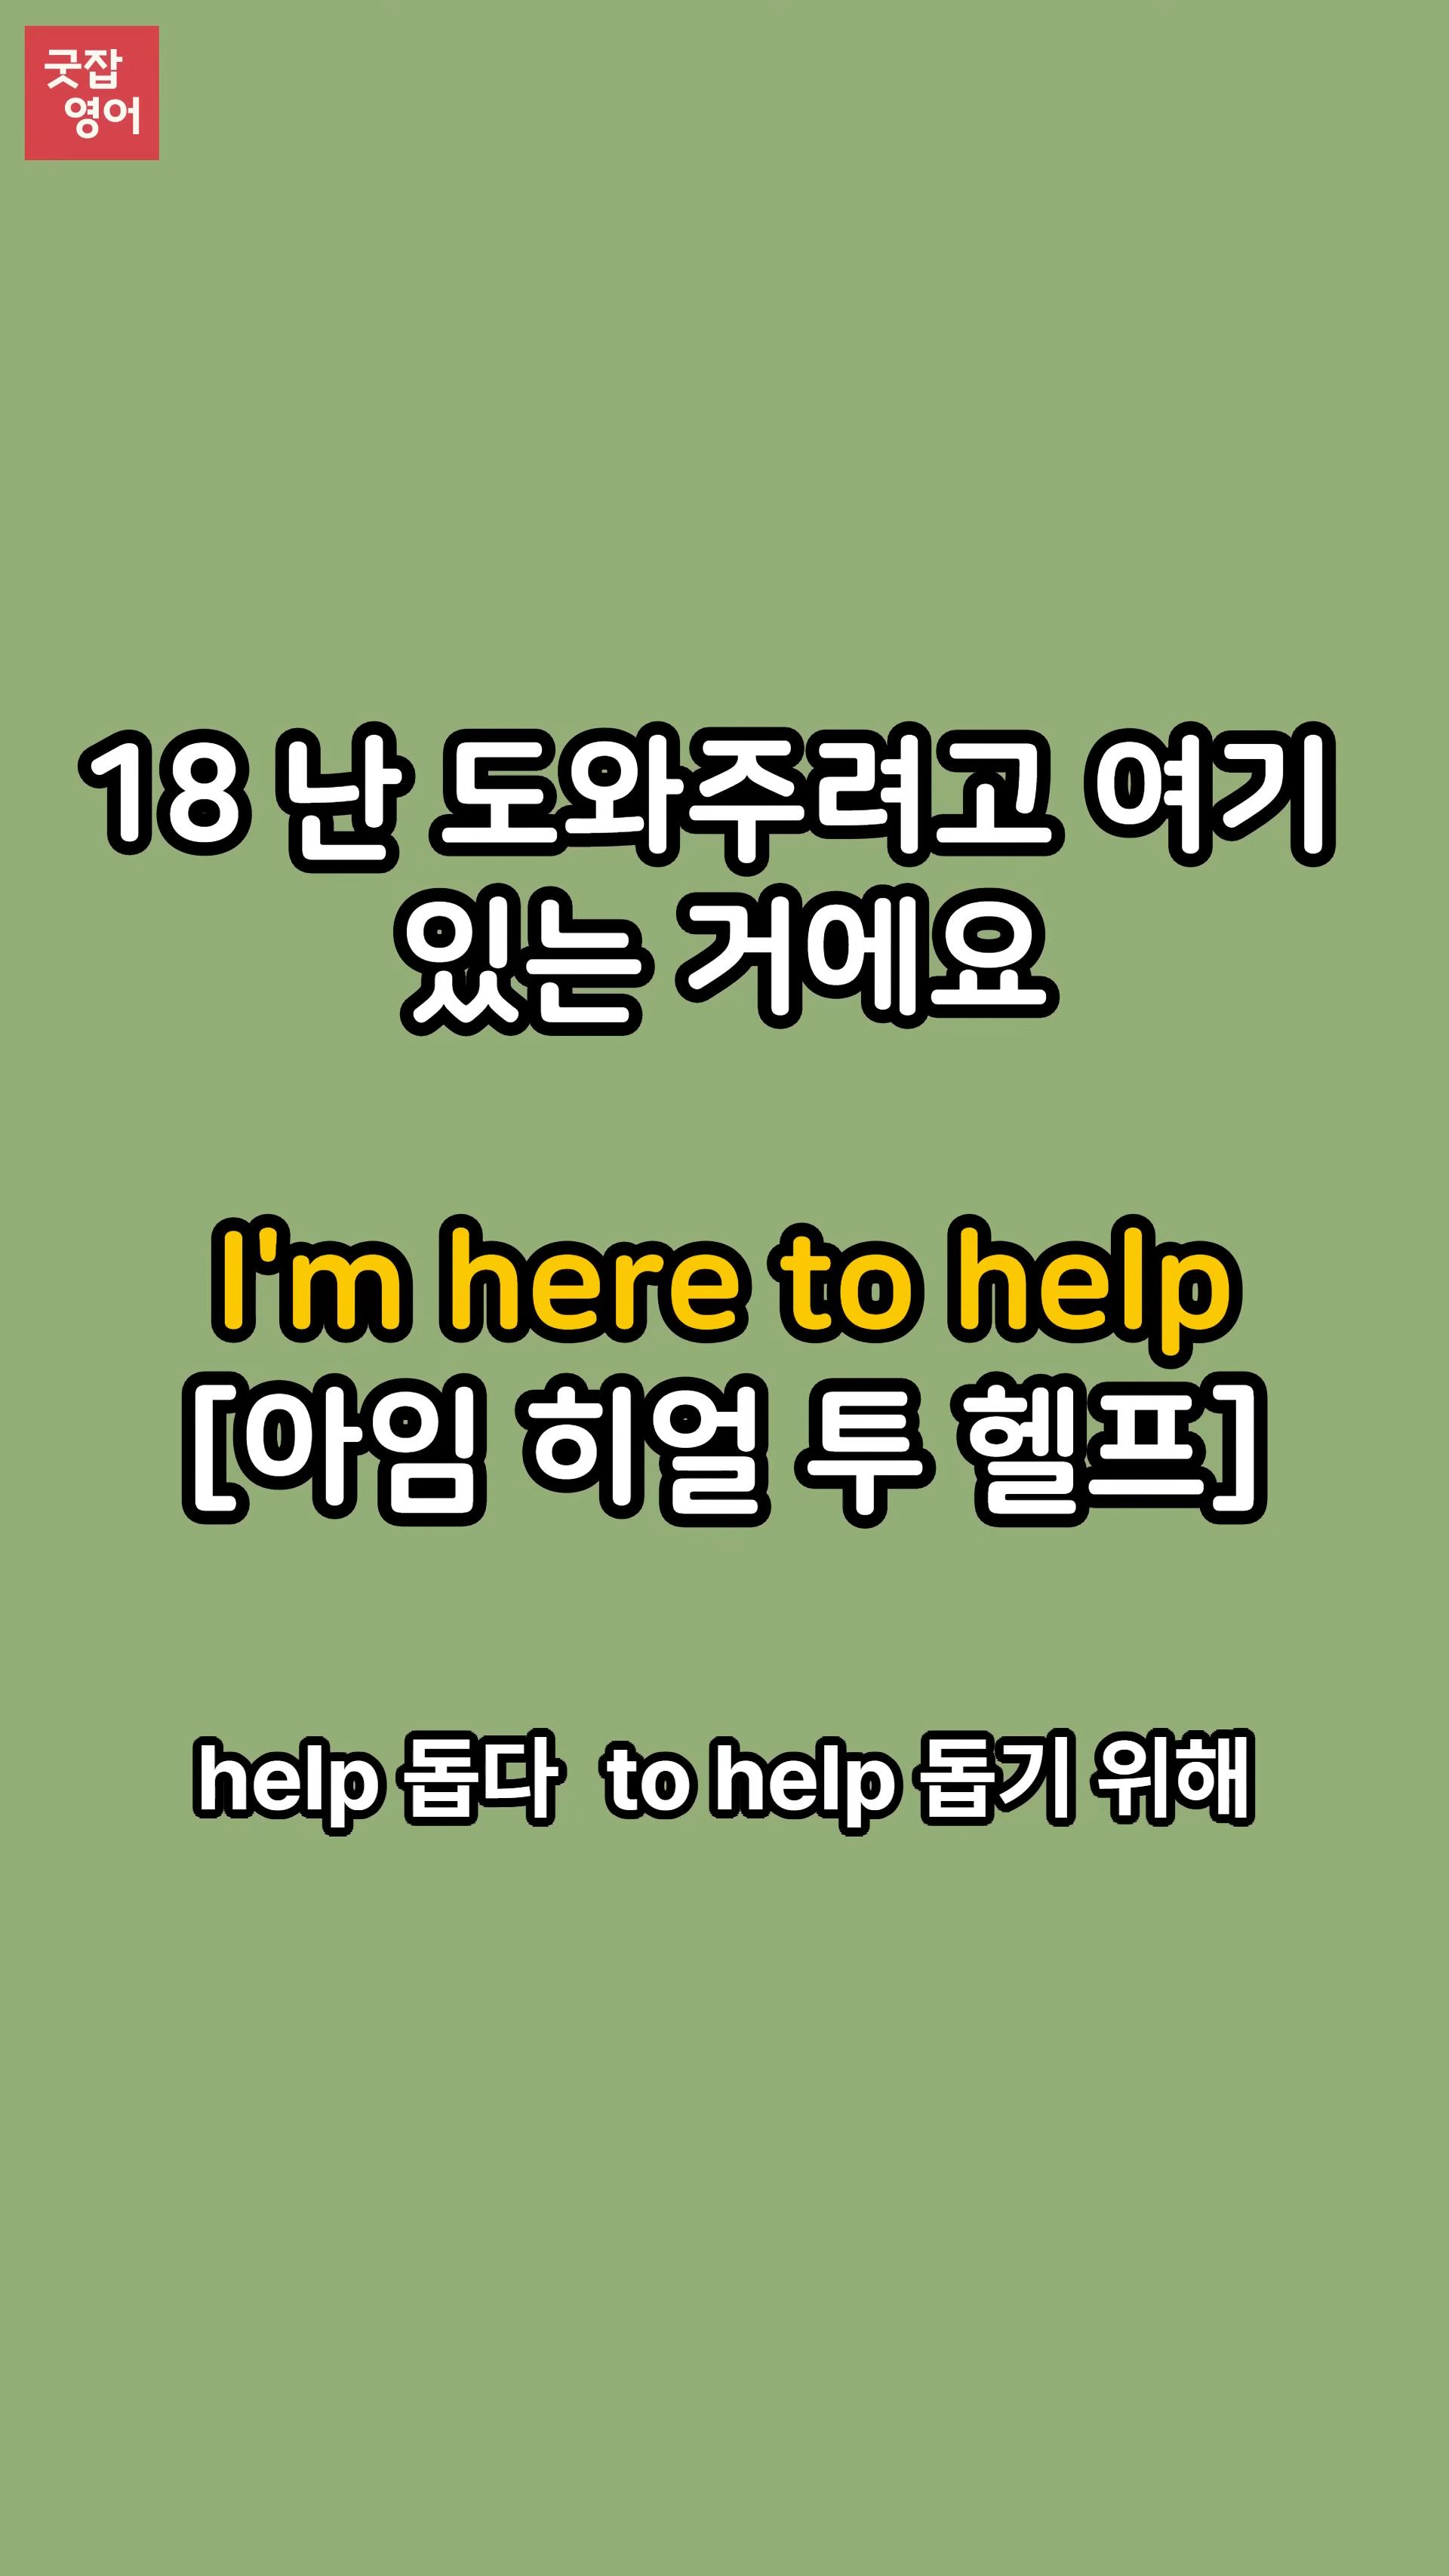 굿잡
영어
18 난 도와주려고 여기
있는 거에요
I'm here to help
[아임 히얼 투 헬프]
help 돕다  to help 돕기 위해